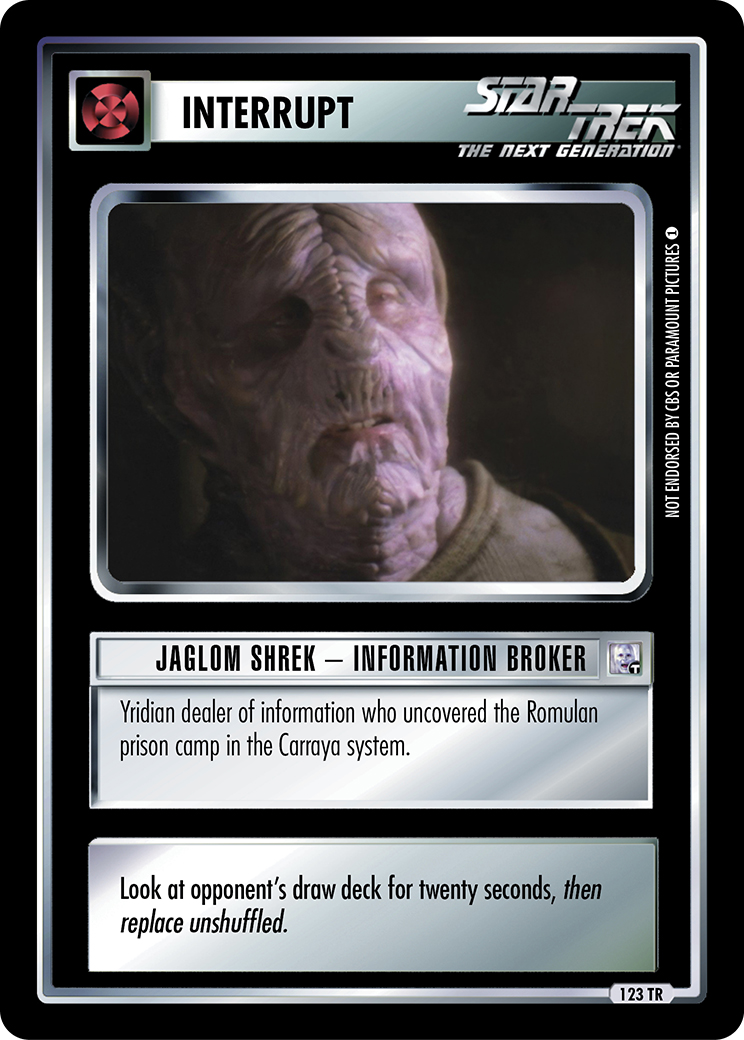 INTERRUPT
STAR TREK
THE NEXT GENERATION
NOT ENDORSED BY CBS OR PARAMOUNT PICTURES 1
JAGLOM SHREK – INFORMATION BROKER
T
Yridian dealer of information who uncovered the Romulan
prison camp in the Carraya system.
Look at opponent's draw deck for twenty seconds, then
replace unshuffled.
123 TR